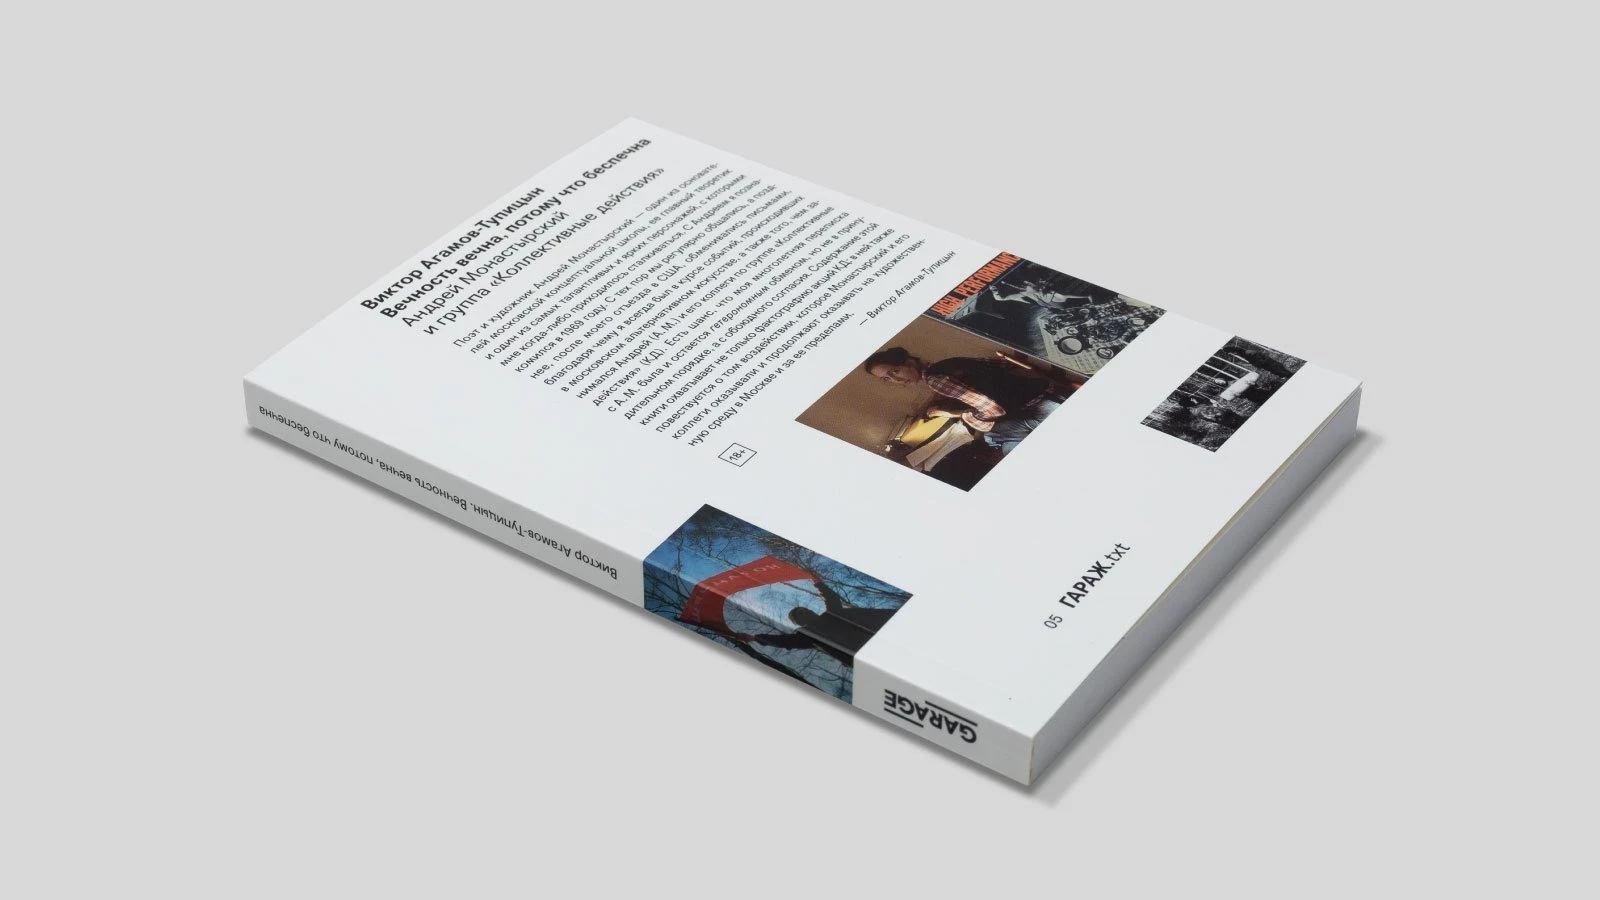 Виктор Агамов-Тупицын
Вечность вечна, потому что беспечна
Андрей Монастырский
и группа «Коллективные действия»
Поэт и художник Андрей Монастырский — один из основате-
лей московской концептуальной школы, ее главный теоретик
и один из самых талантливых и ярких персонажей, с которыми
мне когда-либо приходилось сталкиваться. С Андреем я позна-
комился в 1969 году. С тех пор мы регулярно общались, а позд-
нее, после моего отъезда в США, обменивались письмами,
благодаря чему я всегда был в курсе событий, происходивших
в московском альтернативном искусстве, а также того, чем за-
нимался Андрей (А. М.) и его коллеги по группе «Коллективные
действия» (КД). Есть шанс, что моя многолетняя переписка
с А. М. была и остается гетерономным обменом, но не в прину-
дительном порядке, а с обоюдного согласия. Содержание этой
книги охватывает не только фактографию акций КД: в ней также
повествуется о том воздействии, которое Монастырский и его
коллеги оказывали и продолжают оказывать на художествен-
ную среду в Москве и за ее пределами.
— Виктор Агамов-Тупицын
18+
HIGH PERFORMANC
05 ГАРАЖ.txt
Виктор Агамов-Тупицын. Вечность вечна, потому что беспечна
GARAGE